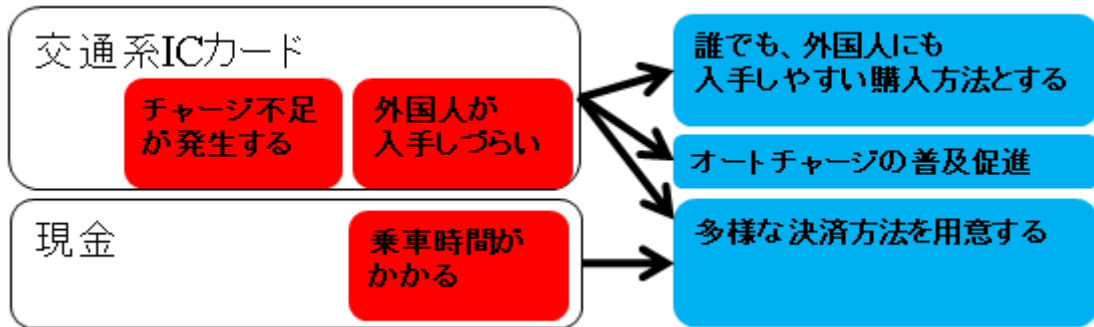 交通系ICカード
チャージ不足
が発生する
外国人が
入手しづらい
現金
乗車時間が
かかる
誰でも、外国人にも
入手しやすい購入方法とする
オートチャージの普及促進
多様な決済方法を用意する